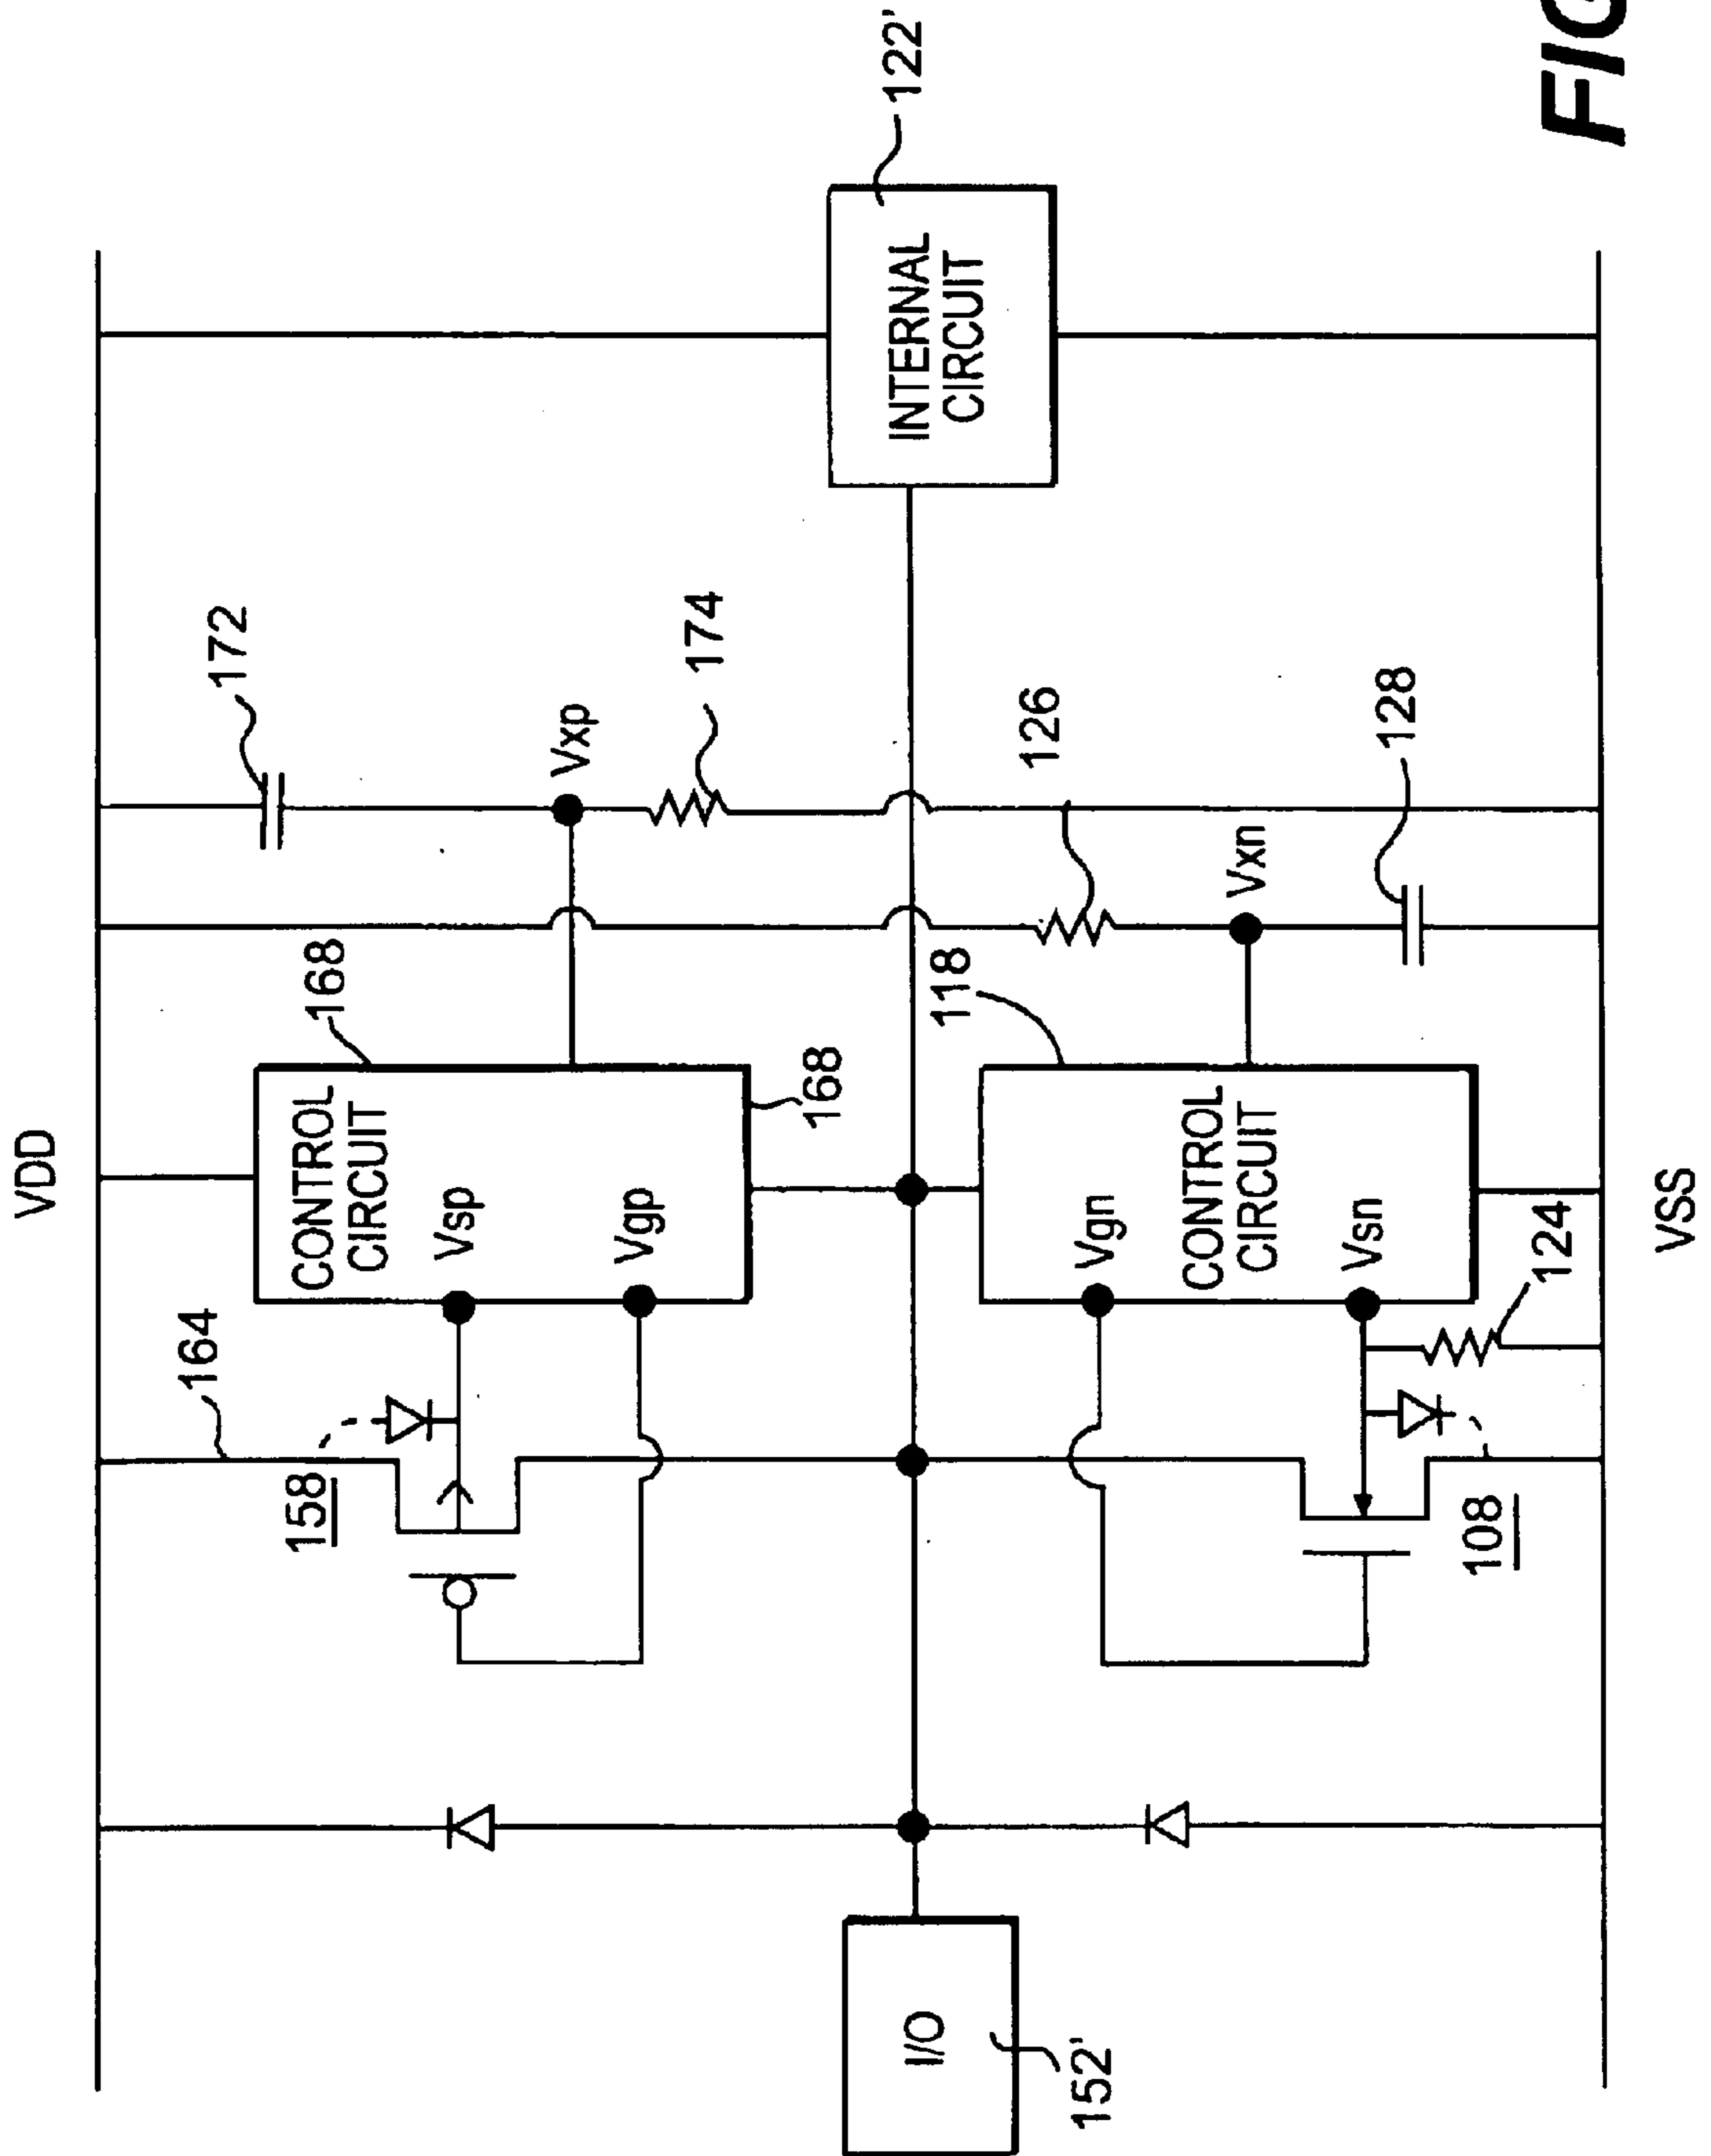 FIG
VDD
172
122'
168
Vxp
174
164
CONTROL
CIRCUIT
Vsp
Vgp
158
168
126
INTERNAL
CIRCUIT
I/O
152'
118
Vgn
CONTROL
CIRCUIT
Vsn
Vxn
128
108
124
VSS